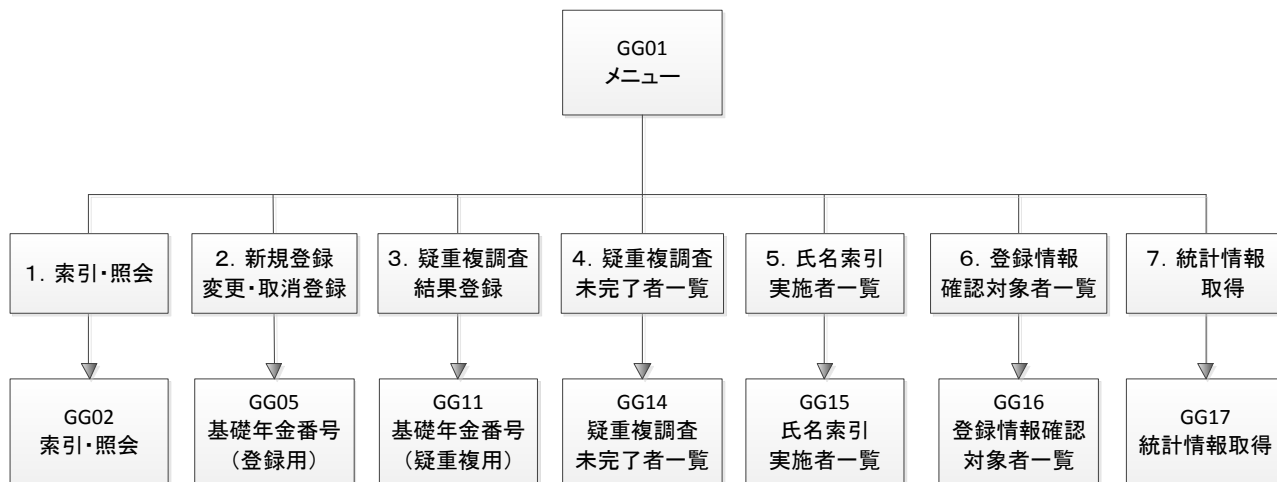 GG01
メニュー
1．索引・照会
2．新規登録
変更・取消登録
3．疑重複調査
結果登録
4．疑重複調査
未完了者一覧
5．氏名索引
実施者一覧
6．登録情報
確認対象者一覧
7．統計情報
取得
GG02
索引・照会
GG05
基礎年金番号
（登録用）
GG11
基礎年金番号
（疑重複用）
GG14
疑重複調査
未完了者一覧
GG15
氏名索引
実施者一覧
GG16
登録情報確認
対象者一覧
GG17
統計情報取得